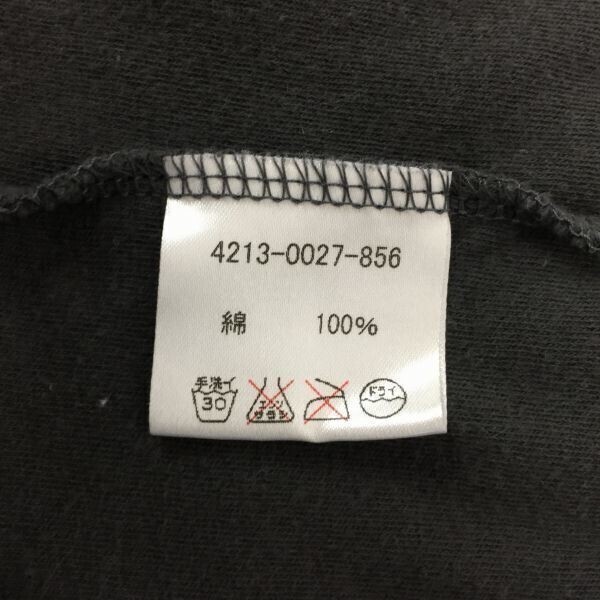 4213-0027-856
綿 100%
手洗イ 30 エンソ サラシ ドライ